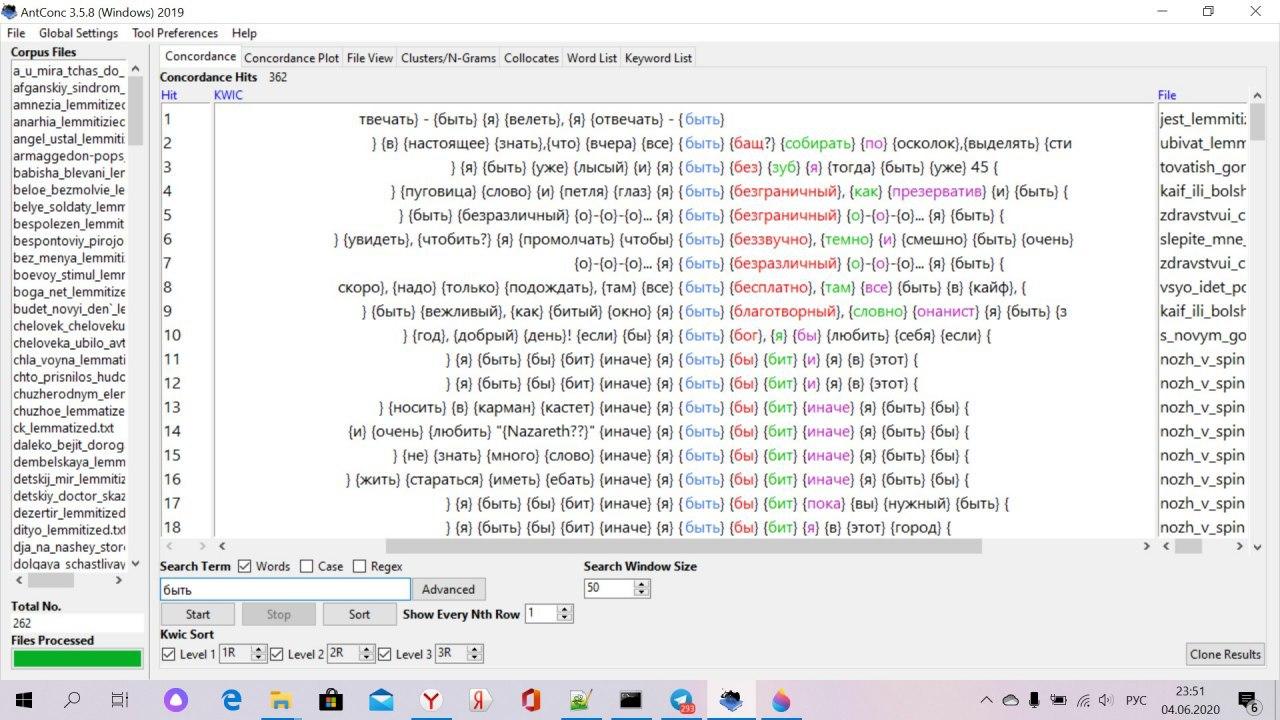 AntConc 3.5.8 (Windows) 2019
File Global Settings Tool Preferences Help
Corpus Files
a_u_mira_tchas_do_
afganskiy_sindrom_
amnezia_lemmitizec
anarhia_lemmitiziec
angel_ustal_lemmiti
armaggedon-pops_
babisha_blevani_len
beloe_bezmolvie_le
belye_soldaty_lemm
bespolezen_lemmit
bespontoviy_pirojo
bez_menya_lemmiti
boevoy_stimul_lemr
boga_net_lemmitize
budet_novyi_den`_le
chelovek_cheloveku
cheloveka_ubilo_avt
chla_voyna_lemmati
chto_prisnilos_hudc
chuzherodnym_eler
chuzhoe_lemmatize
ck_lemmatized.txt
daleko_bejit_dorog
dembelskaya_lemm
detskij_mir_lemmitiz
detskiy_doctor_skaz
dezertir_lemmitized
dityo_lemmitized.txt
dja_na_nashey_stor
dolgaya_schastlivay
Total No.
262
Files Processed
Concordance Concordance Plot File View Clusters/N-Grams Collocates Word List Keyword List
Concordance Hits 362
Hit KWIC File
1 твечать} - {быть} {я} {велеть}, {я} {отвечать} - {быть} jest_lemmitiz
2 } {в} {настоящее} {знать},{что} {вчера} {все} {быть} {бащ?} {собирать} {по} {осколок},{выделять} {сти ubivat_lemm
3 } {я} {быть} {уже} {лысый} {и} {я} {быть} {без} {зуб} {я} {тогда} {быть} {уже} 45 { tovatish_gor
4 } {пуговица} {слово} {и} {петля} {глаз} {я} {быть} {безграничный}, {как} {презерватив} {и} {быть} { kaif_ili_bolsh
5 } {быть} {безразличный} {о}-{о}-{о}... {я} {быть} {безграничный} {о}-{о}-{о}... {я} {быть} { zdravstvui_c
6 } {увидеть}, {чтобить?} {я} {промолчать} {чтобы} {быть} {беззвучно}, {темно} {и} {смешно} {быть} {очень} slepite_mne_
7 {о}-{о}-{о}... {я} {быть} {безразличный} {о}-{о}-{о}... {я} {быть} { zdravstvui_c
8 скоро}, {надо} {только} {подождать}, {там} {все} {быть} {бесплатно}, {там} {все} {быть} {в} {кайф}, { vsyo_idet_po
9 } {быть} {вежливый}, {как} {битый} {окно} {я} {быть} {благотворный}, {словно} {онанист} {я} {быть} {з kaif_ili_bolsh
10 } {год}, {добрый} {день}! {если} {бы} {я} {быть} {бог}, {я} {бы} {любить} {себя} {если} { s_novym_go
11 } {я} {быть} {бы} {бит} {иначе} {я} {быть} {бы} {бит} {и} {я} {в} {этот} { nozh_v_spin
12 } {я} {быть} {бы} {бит} {иначе} {я} {быть} {бы} {бит} {и} {я} {в} {этот} { nozh_v_spin
13 } {носить} {в} {карман} {кастет} {иначе} {я} {быть} {бы} {бит} {иначе} {я} {быть} {бы} { nozh_v_spin
14 {и} {очень} {любить} "{Nazareth??}" {иначе} {я} {быть} {бы} {бит} {иначе} {я} {быть} {бы} { nozh_v_spin
15 } {не} {знать} {много} {слово} {иначе} {я} {быть} {бы} {бит} {иначе} {я} {быть} {бы} { nozh_v_spin
16 } {жить} {стараться} {иметь} {ебать} {иначе} {я} {быть} {бы} {бит} {иначе} {я} {быть} {бы} { nozh_v_spin
17 } {я} {быть} {бы} {бит} {иначе} {я} {быть} {бы} {бит} {пока} {вы} {нужный} {быть} { nozh_v_spin
18 } {я} {быть} {бы} {бит} {иначе} {я} {быть} {бы} {бит} {я} {в} {этот} {город} { nozh_v_spin
Search Term Words Case Regex Search Window Size
быть Advanced 50
Start Stop Sort Show Every Nth Row 1
Kwic Sort
Level 1 1R Level 2 2R Level 3 3R Clone Results
293
РУС
23:51
04.06.2020
6